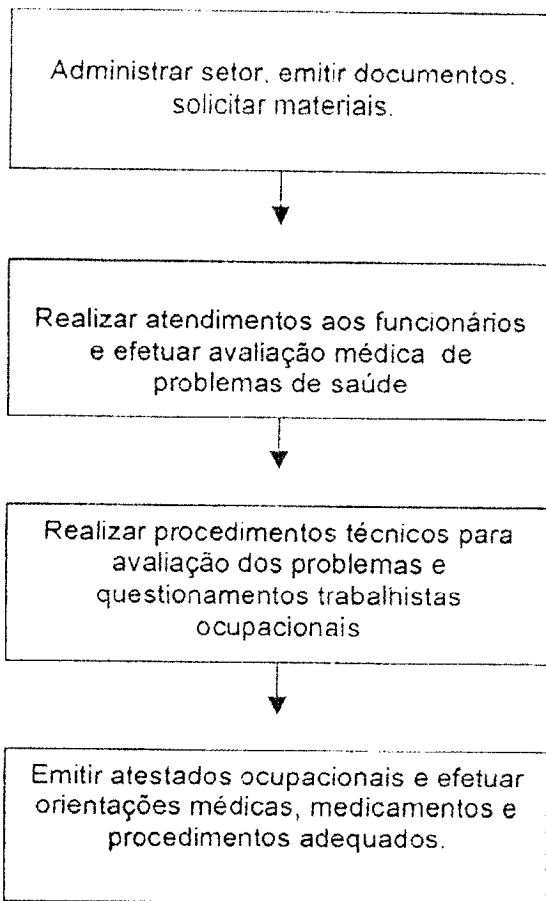 Administrar setor, emitir documentos,
solicitar materiais.
Realizar atendimentos aos funcionários
e efetuar avaliação médica de
problemas de saúde
Realizar procedimentos técnicos para
avaliação dos problemas e
questionamentos trabalhistas
ocupacionais
Emitir atestados ocupacionais e efetuar
orientações médicas, medicamentos e
procedimentos adequados.